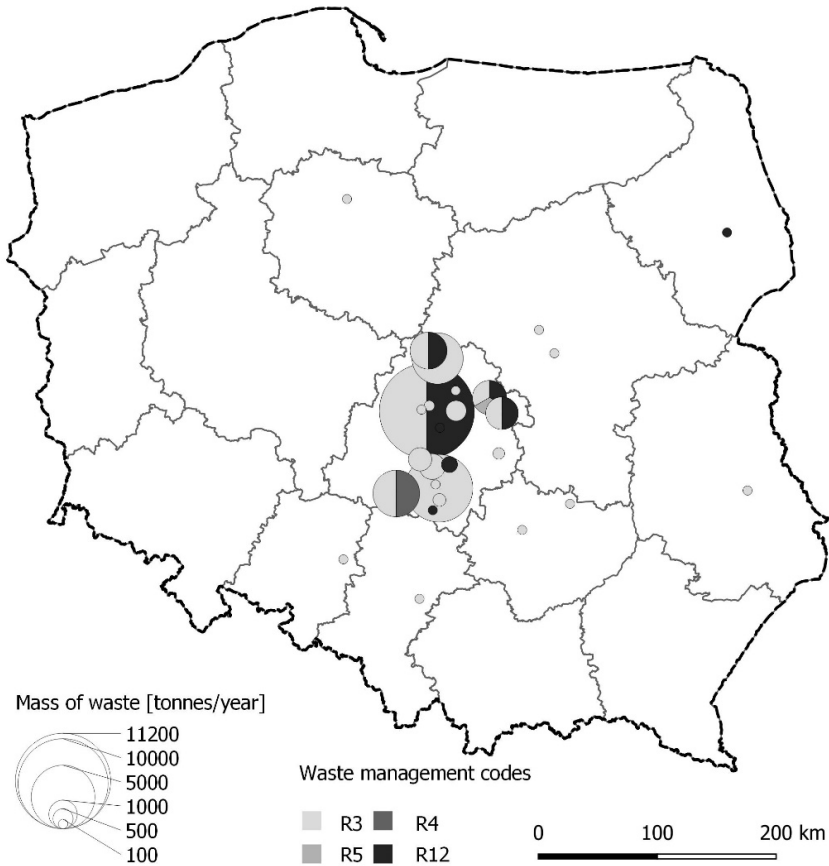 Mass of waste [tonnes/year]
11200
10000
5000
1000
500
100
Waste management codes
R3 R4
R5 R12
0 100 200 km